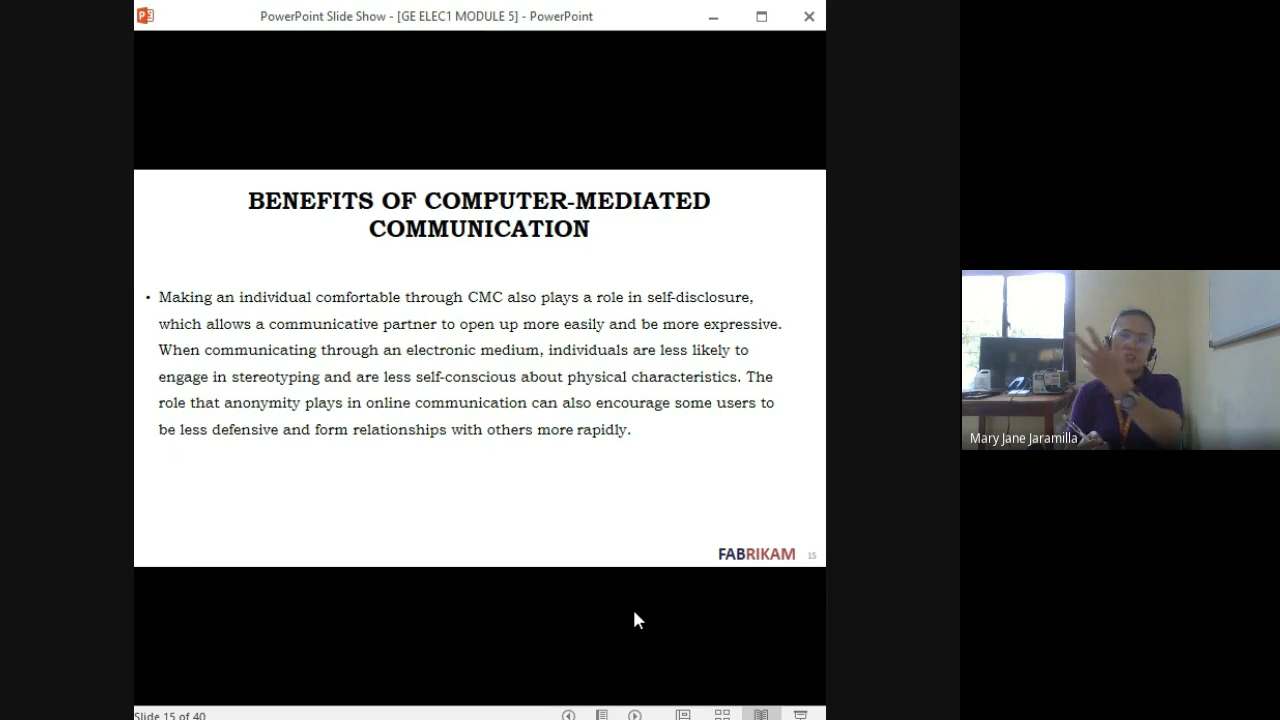 PowerPoint Slide Show - [GE ELEC1 MODULE 5] - PowerPoint
BENEFITS OF COMPUTER-MEDIATED
COMMUNICATION
• Making an individual comfortable through CMC also plays a role in self-disclosure,
which allows a communicative partner to open up more easily and be more expressive.
When communicating through an electronic medium, individuals are less likely to
engage in stereotyping and are less self-conscious about physical characteristics. The
role that anonymity plays in online communication can also encourage some users to
be less defensive and form relationships with others more rapidly.
FABRIKAM 15
Slide 15 of 40
Mary Jane Jaramilla